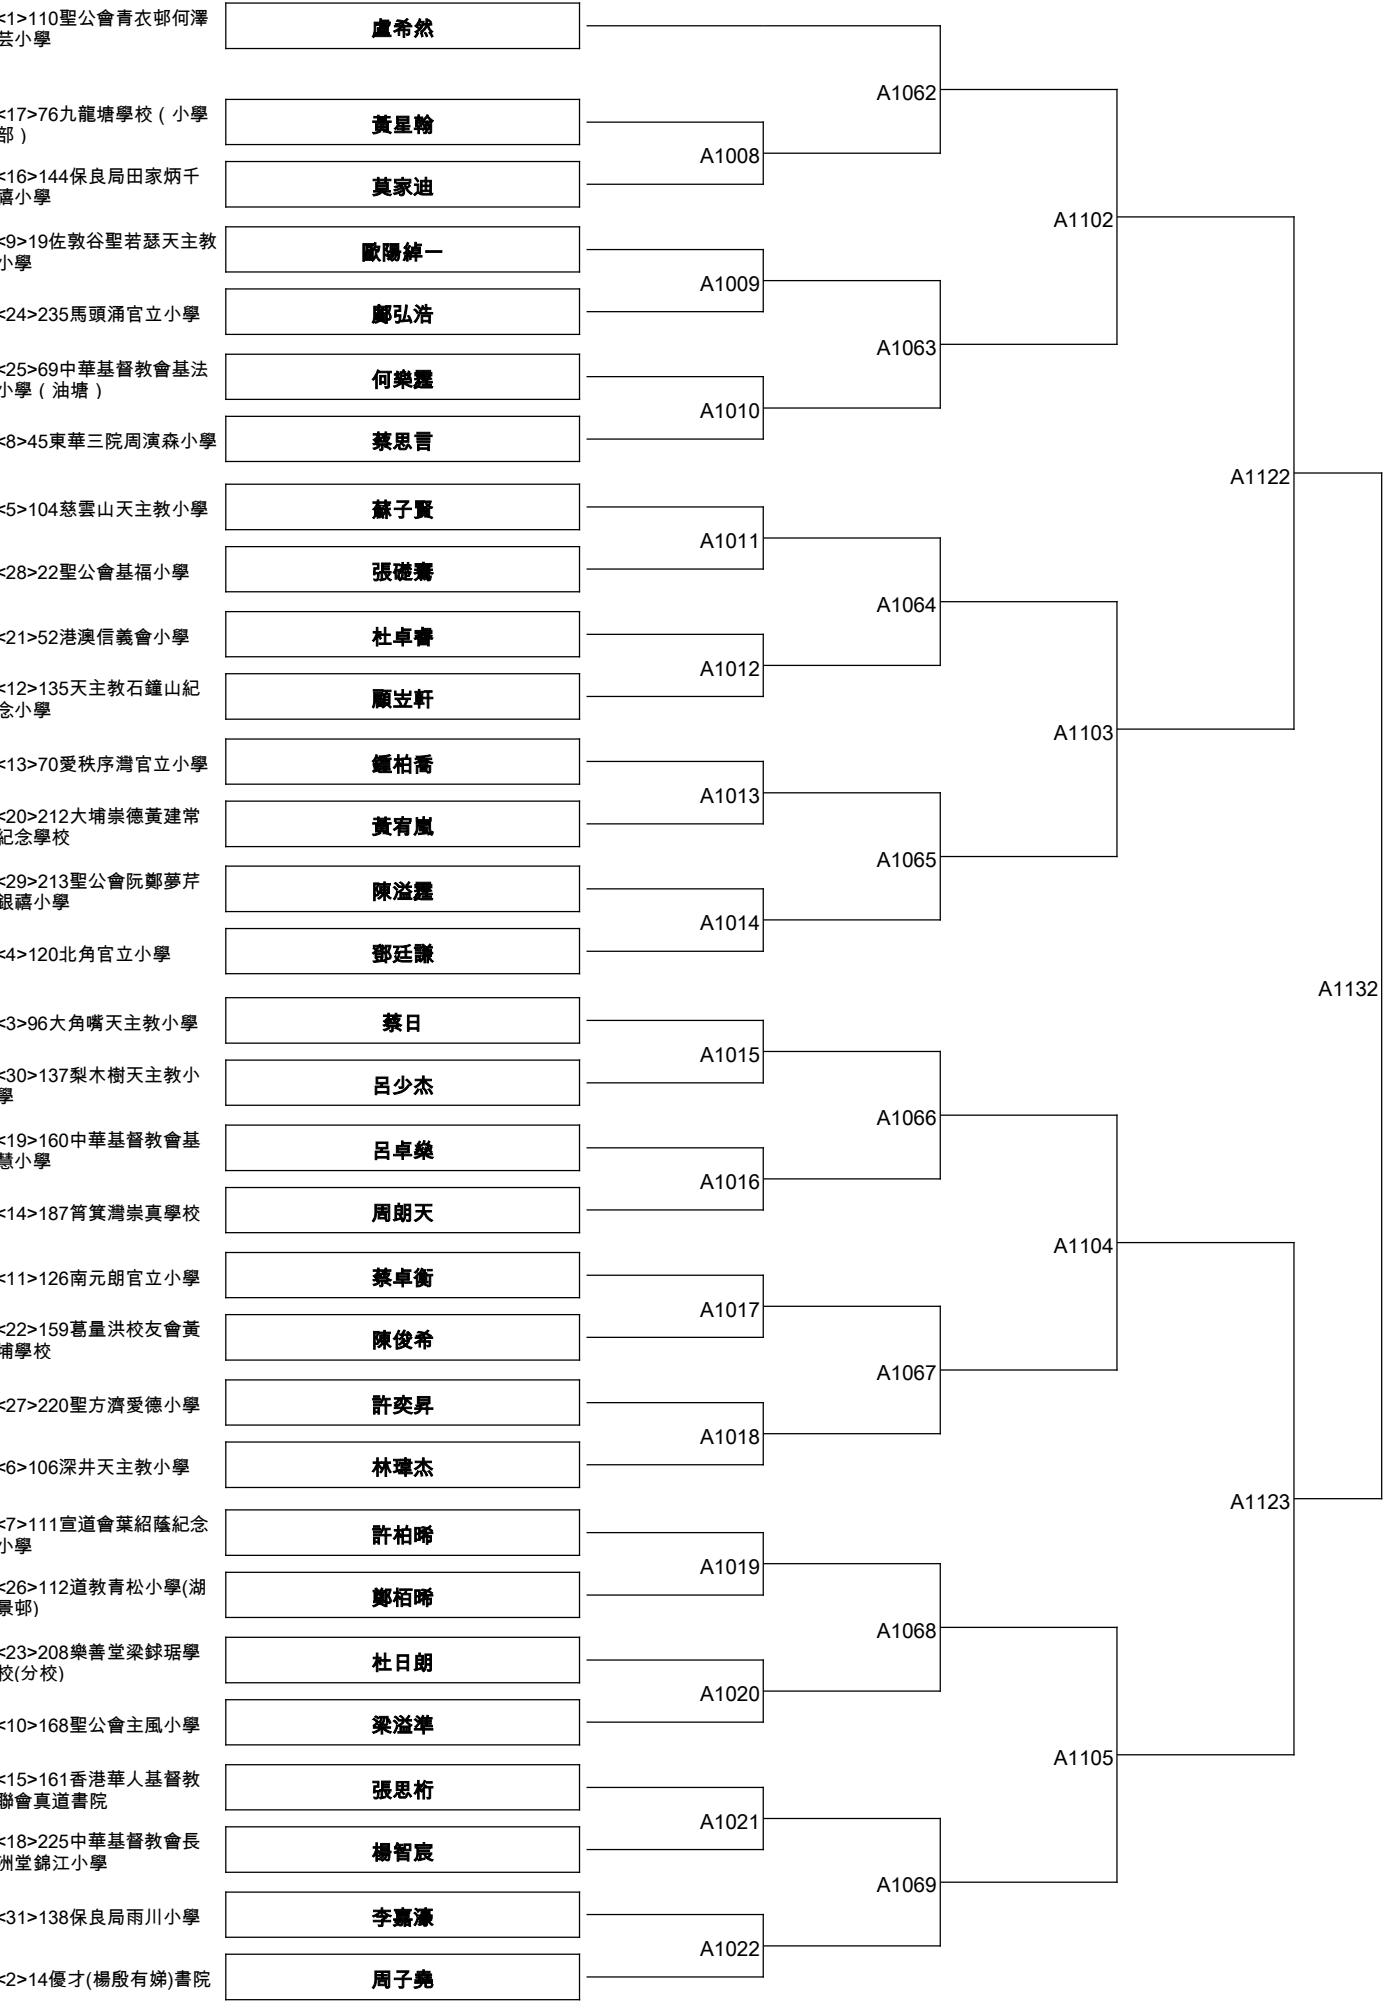 <1>110聖公會青衣邨何澤
芸小學
盧希然
A1062
<17>76九龍塘學校（小學
部）
黃星翰
A1008
<16>144保良局田家炳千
禧小學
莫家迪
A1102
<9>19佐敦谷聖若瑟天主教
小學
歐陽綽一
A1009
<24>235馬頭涌官立小學
鄺弘浩
A1063
<25>69中華基督教會基法
小學（油塘）
何樂霆
A1010
<8>45東華三院周演森小學
蔡思言
A1122
<5>104慈雲山天主教小學
蘇子賢
A1011
<28>22聖公會基福小學
張礎騫
A1064
<21>52港澳信義會小學
杜卓睿
A1012
<12>135天主教石鐘山紀
念小學
顧岦軒
A1103
<13>70愛秩序灣官立小學
鍾柏喬
A1013
<20>212大埔崇德黃建常
紀念學校
黃宥嵐
A1065
<29>213聖公會阮鄭夢芹
銀禧小學
陳溢霆
A1014
<4>120北角官立小學
鄧廷謙
A1132
<3>96大角嘴天主教小學
蔡日
A1015
<30>137梨木樹天主教小
學
呂少杰
A1066
<19>160中華基督教會基
慧小學
呂卓燊
A1016
<14>187筲箕灣崇真學校
周朗天
A1104
<11>126南元朗官立小學
蔡卓衡
A1017
<22>159葛量洪校友會黃
埔學校
陳俊希
A1067
<27>220聖方濟愛德小學
許奕昇
A1018
<6>106深井天主教小學
林瑋杰
A1123
<7>111宣道會葉紹蔭紀念
小學
許柏晞
A1019
<26>112道教青松小學(湖
景邨)
鄭栢晞
A1068
<23>208樂善堂梁銶琚學
校(分校)
杜日朗
A1020
<10>168聖公會主風小學
梁溢準
A1105
<15>161香港華人基督教
聯會真道書院
張思桁
A1021
<18>225中華基督教會長
洲堂錦江小學
楊智宸
A1069
<31>138保良局雨川小學
李嘉濠
A1022
<2>14優才(楊殷有娣)書院
周子堯